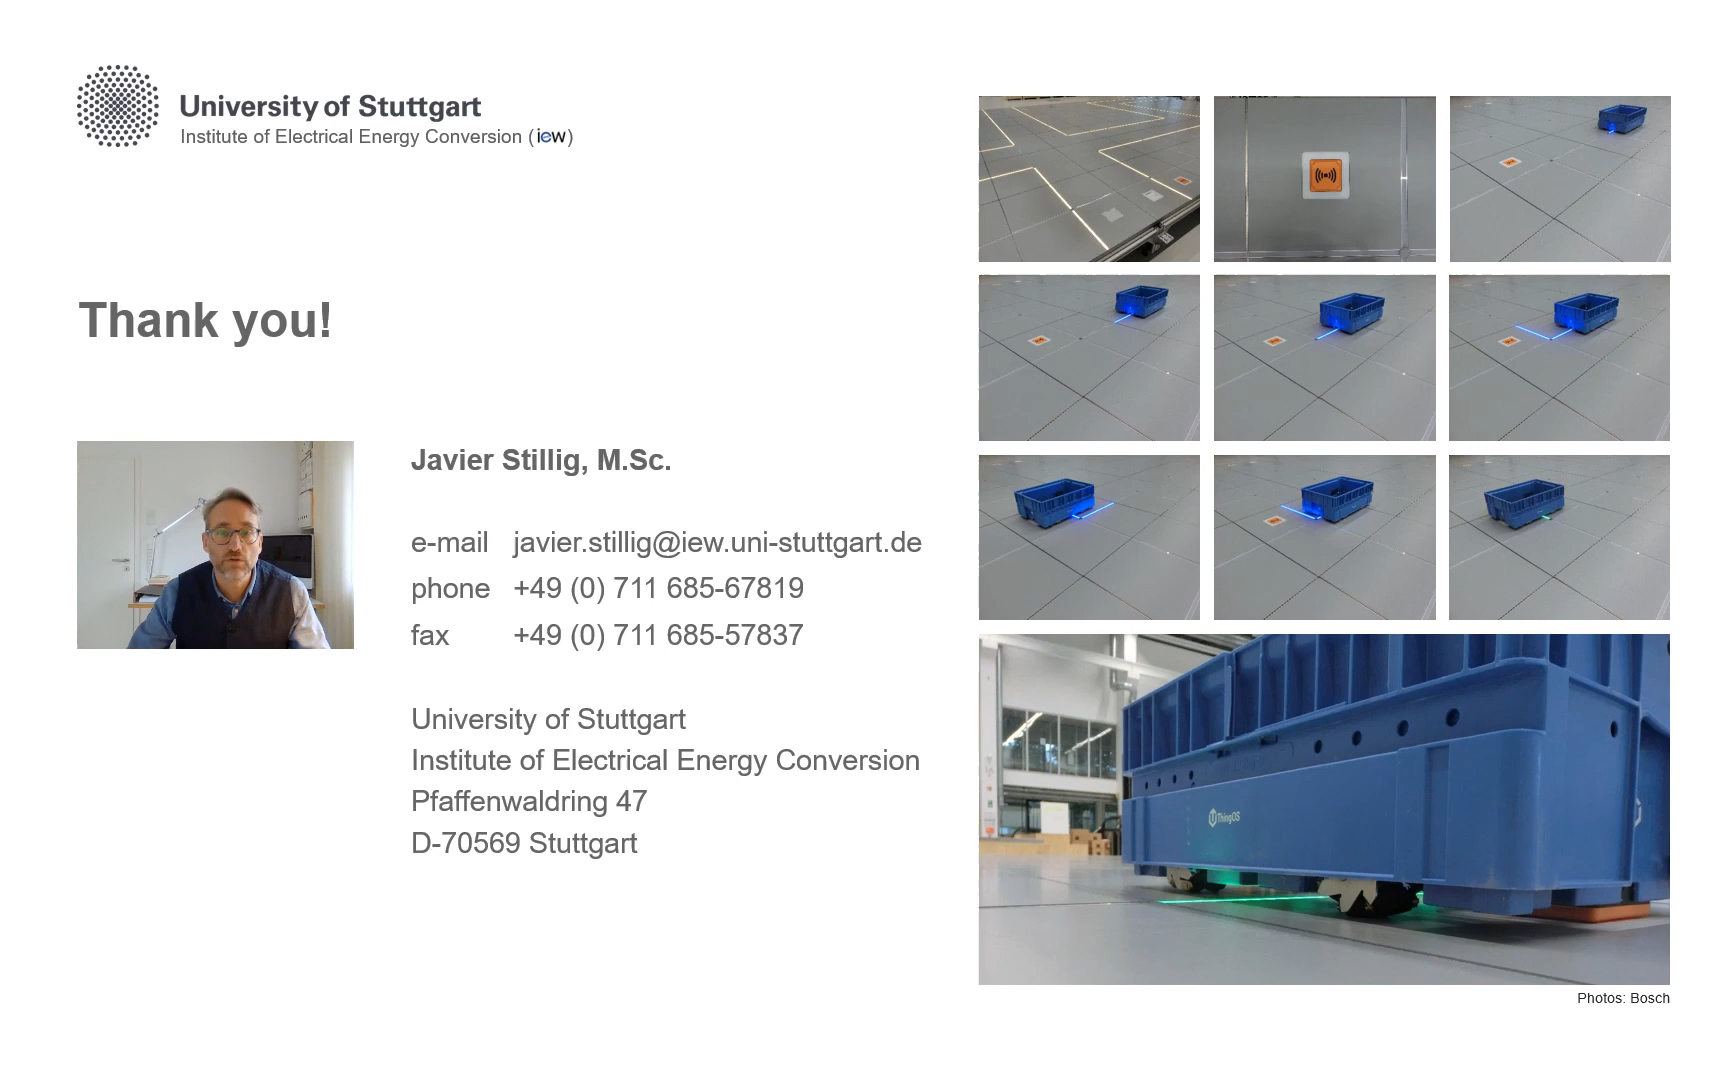 University of Stuttgart
Institute of Electrical Energy Conversion (iew)
Thank you!
Javier Stillig, M.Sc.
e-mail javier.stillig@iew.uni-stuttgart.de
phone +49 (0) 711 685-67819
fax +49 (0) 711 685-57837
University of Stuttgart
Institute of Electrical Energy Conversion
Pfaffenwaldring 47
D-70569 Stuttgart
ThingOS
Photos: Bosch